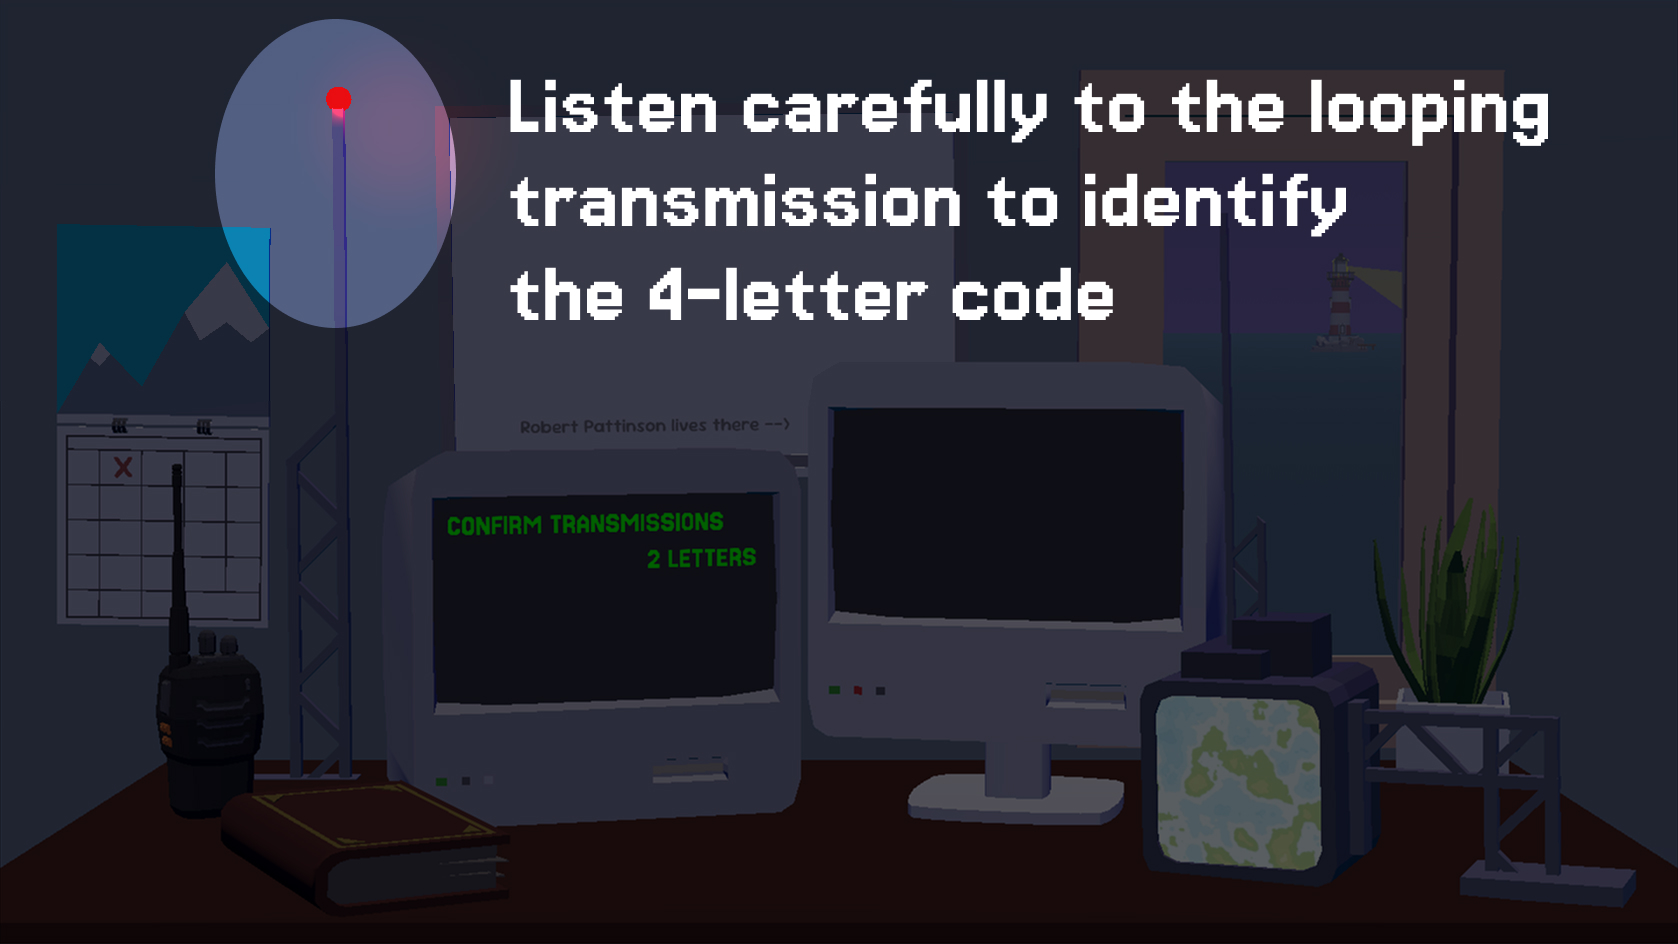 Listen carefully to the looping
transmission to identify
the 4-letter code
Robert Pattinson lives there -->
X
CONFIRM TRANSMISSIONS
2 LETTERS